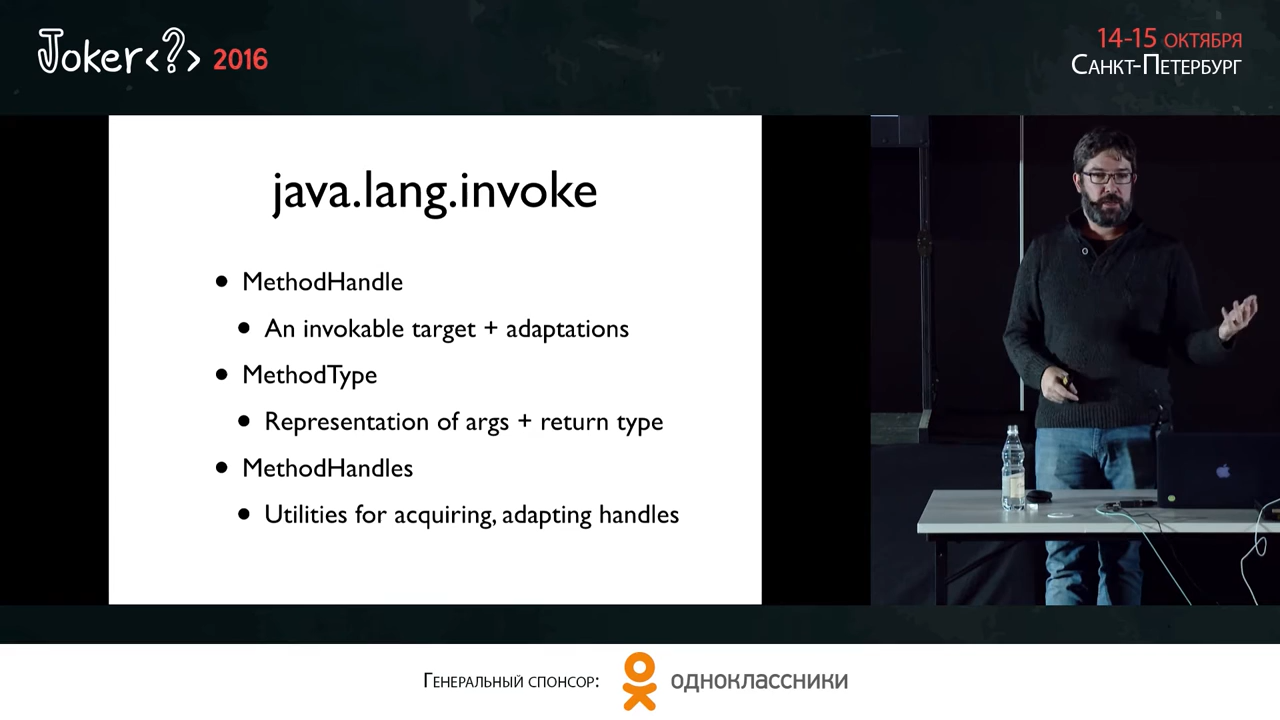 Joker<?> 2016
14-15 ОКТЯБРЯ
САНКТ-ПЕТЕРБУРГ
java.lang.invoke
• MethodHandle
• An invokable target + adaptations
• MethodType
• Representation of args + return type
• MethodHandles
• Utilities for acquiring, adapting handles
ГЕНЕРАЛЬНЫЙ СПОНСОР:
одноклассники